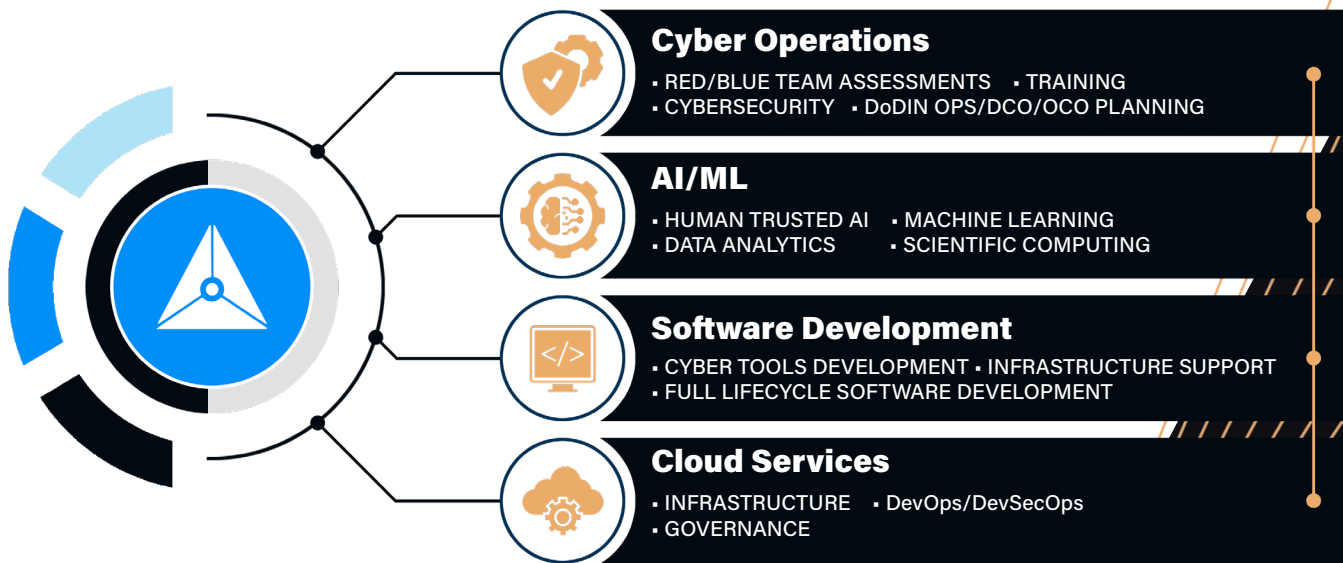 Cyber Operations
▪ RED/BLUE TEAM ASSESSMENTS ▪ TRAINING
▪ CYBERSECURITY ▪ DoDIN OPS/DCO/OCO PLANNING
AI/ML
▪ HUMAN TRUSTED AI ▪ MACHINE LEARNING
▪ DATA ANALYTICS ▪ SCIENTIFIC COMPUTING
Software Development
</>
▪ CYBER TOOLS DEVELOPMENT ▪ INFRASTRUCTURE SUPPORT
▪ FULL LIFECYCLE SOFTWARE DEVELOPMENT
Cloud Services
▪ INFRASTRUCTURE ▪ DevOps/DevSecOps
▪ GOVERNANCE